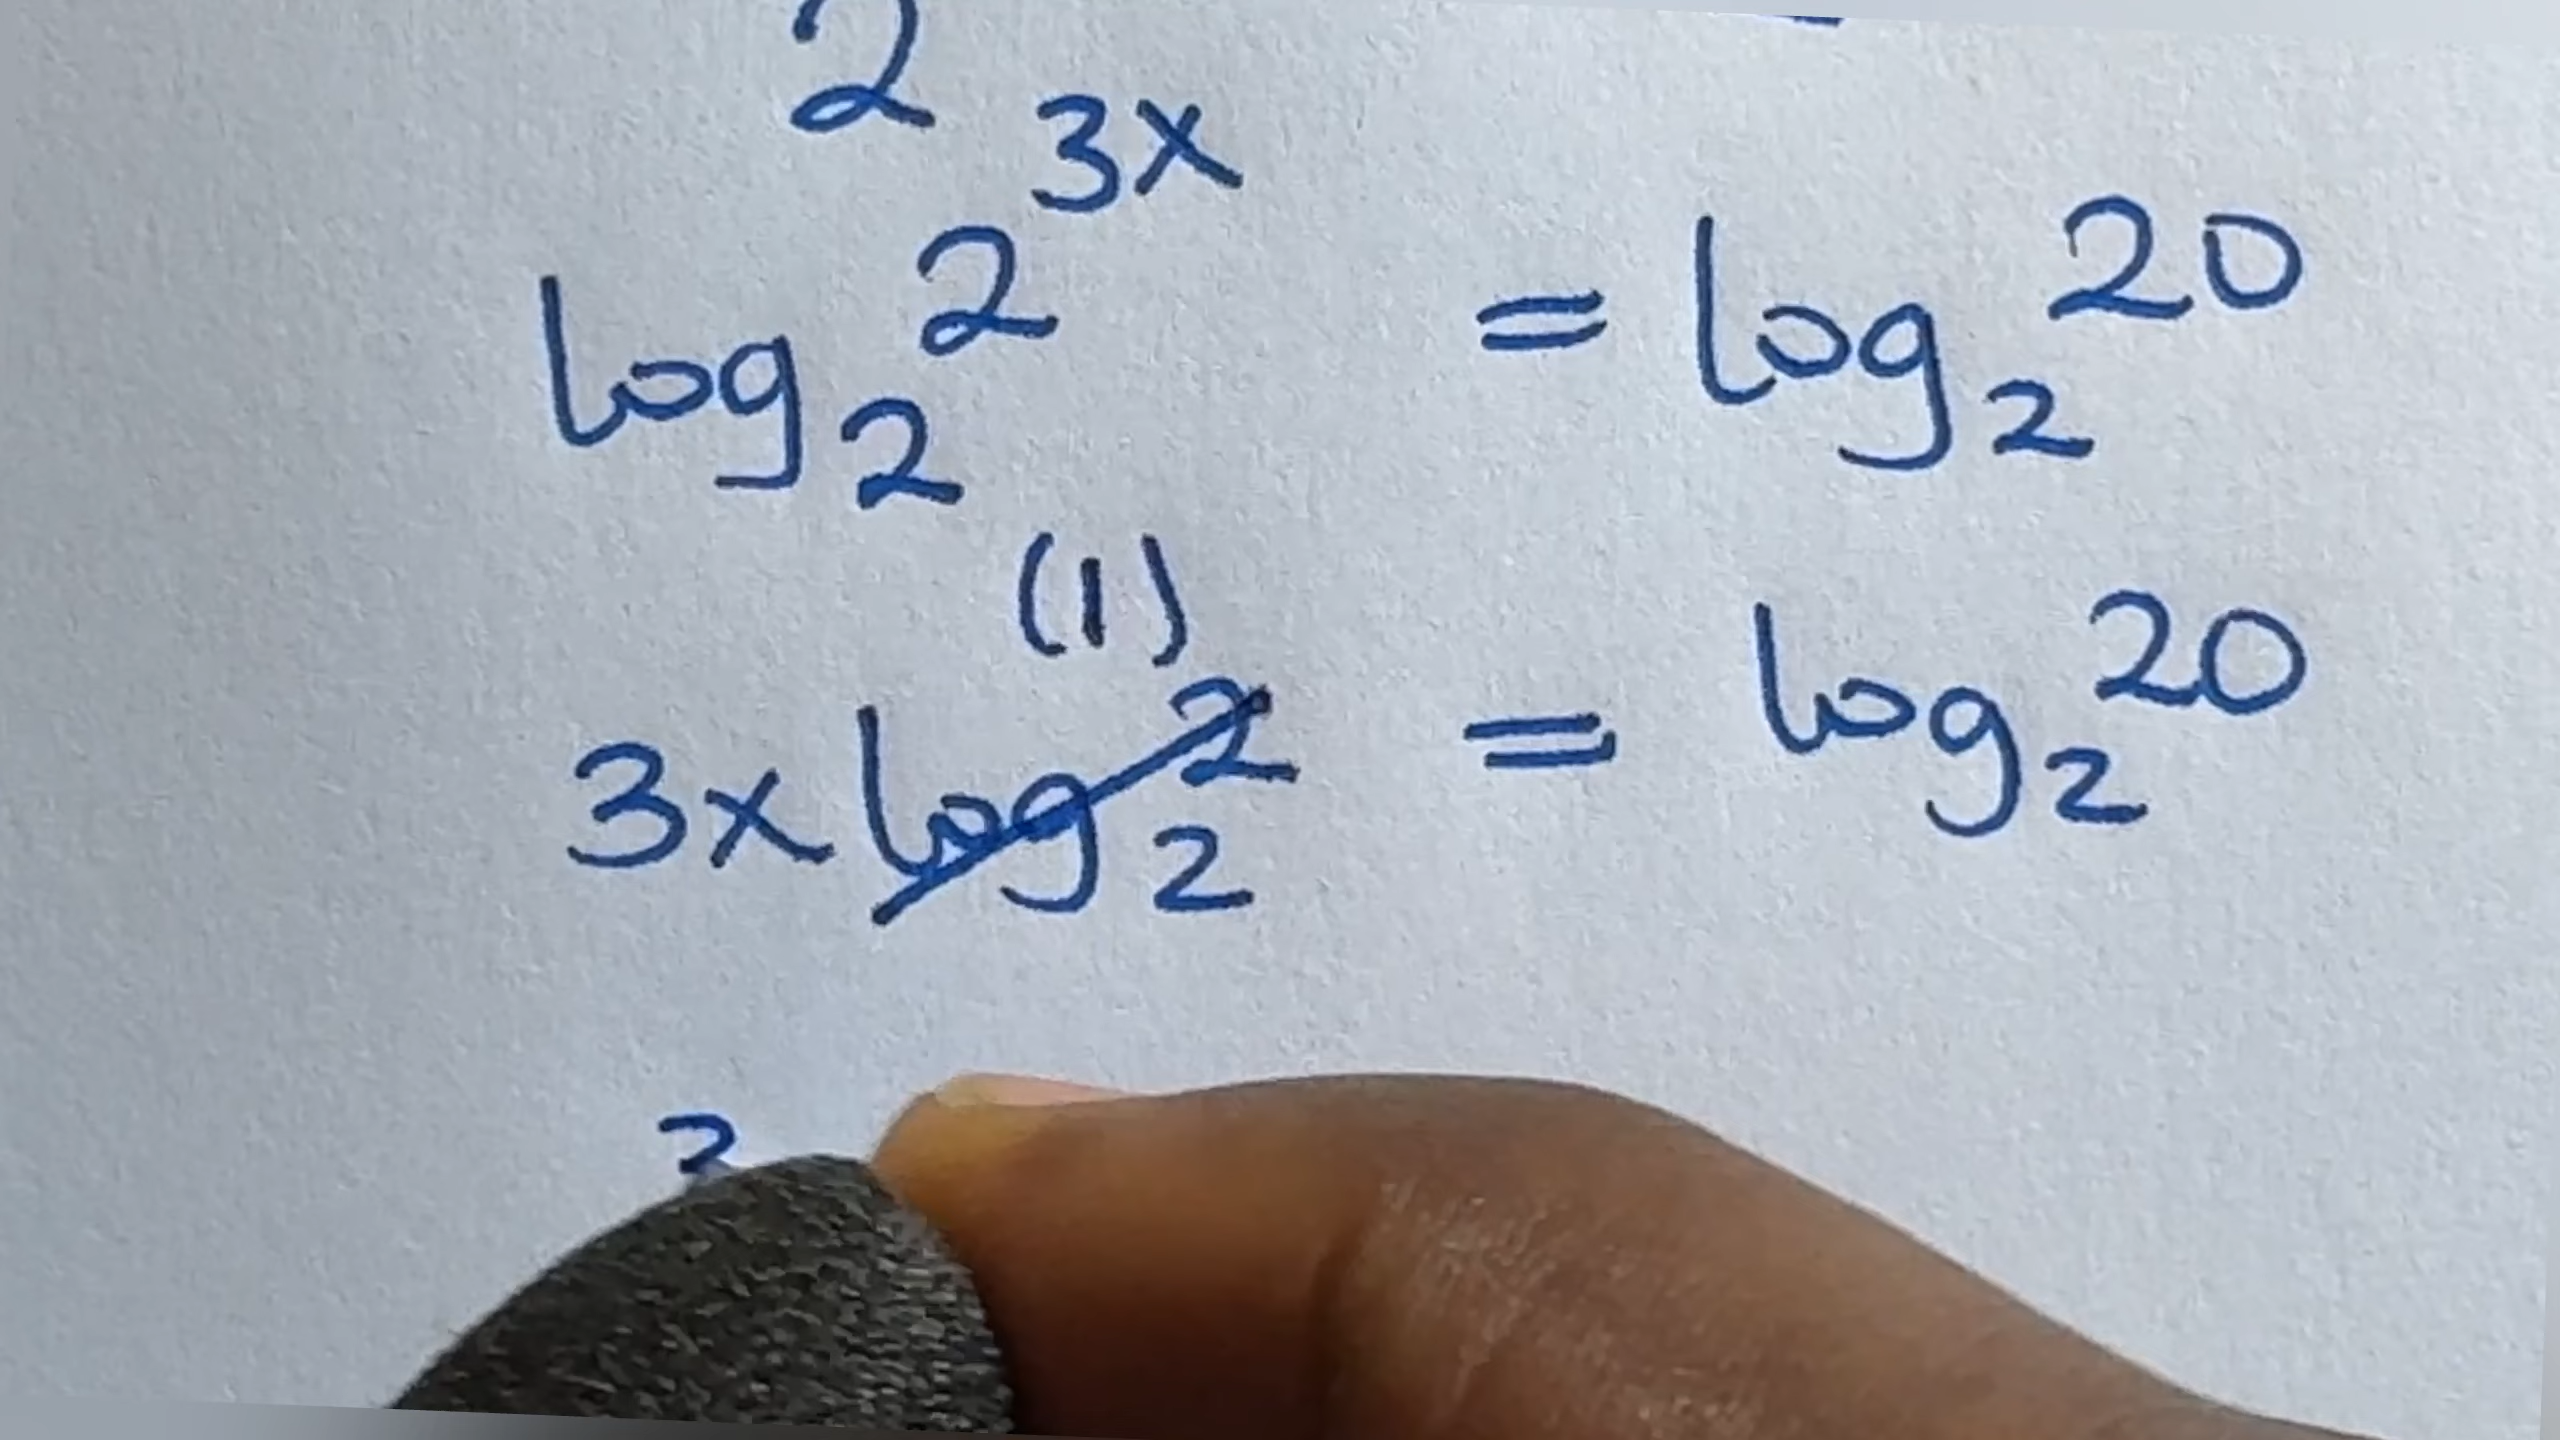 2
log₂ 2^3x = log₂ 20
(1)
3x log₂ 2 = log₂ 20